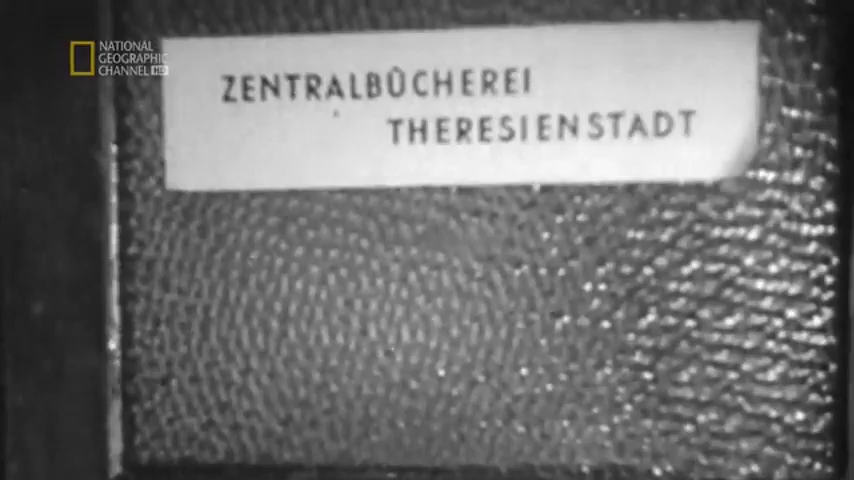 NATIONAL
GEOGRAPHIC
CHANNEL HD
ZENTRALBÜCHEREI
THERESIENSTADT